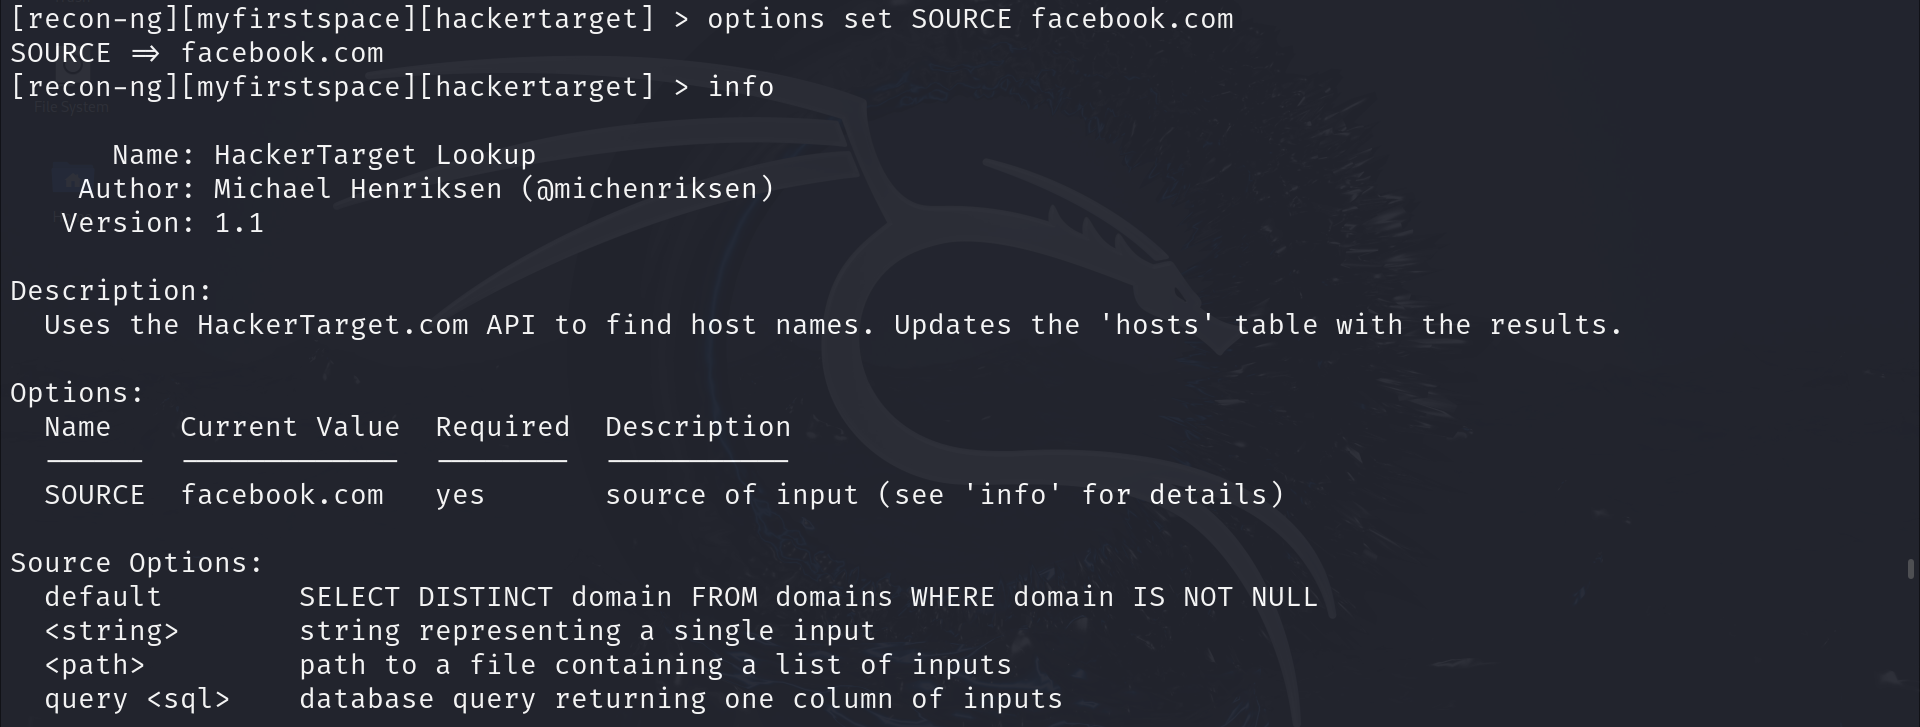 [recon-ng][myfirstspace][hackertarget] > options set SOURCE facebook.com
SOURCE => facebook.com
[recon-ng][myfirstspace][hackertarget] > info
File System
Name: HackerTarget Lookup
Author: Michael Henriksen (@michenriksen)
Version: 1.1
Description:
Uses the HackerTarget.com API to find host names. Updates the 'hosts' table with the results.
Options:
Name Current Value Required Description
SOURCE facebook.com yes source of input (see 'info' for details)
Source Options:
default SELECT DISTINCT domain FROM domains WHERE domain IS NOT NULL
<string> string representing a single input
<path> path to a file containing a list of inputs
query <sql> database query returning one column of inputs